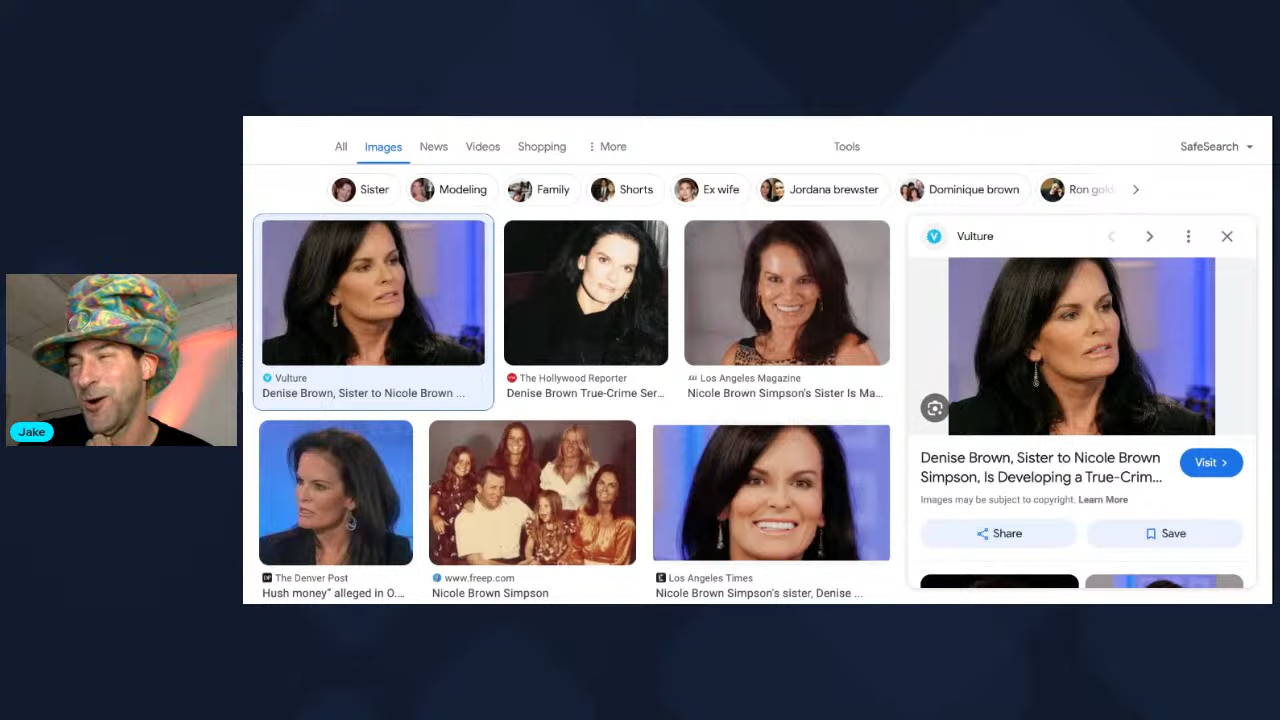 All Images News Videos Shopping More Tools SafeSearch
Sister Modeling Family Shorts Ex wife Jordana brewster Dominique brown Ron gold
Vulture
Denise Brown, Sister to Nicole Brown ...
The Hollywood Reporter
Denise Brown True-Crime Ser...
Los Angeles Magazine
Nicole Brown Simpson's Sister Is Ma...
The Denver Post
Hush money” alleged in O....
www.freep.com
Nicole Brown Simpson
Los Angeles Times
Nicole Brown Simpson's sister, Denise ...
Vulture
Denise Brown, Sister to Nicole Brown
Simpson, Is Developing a True-Crim...
Visit
Images may be subject to copyright. Learn More
Share Save
Jake